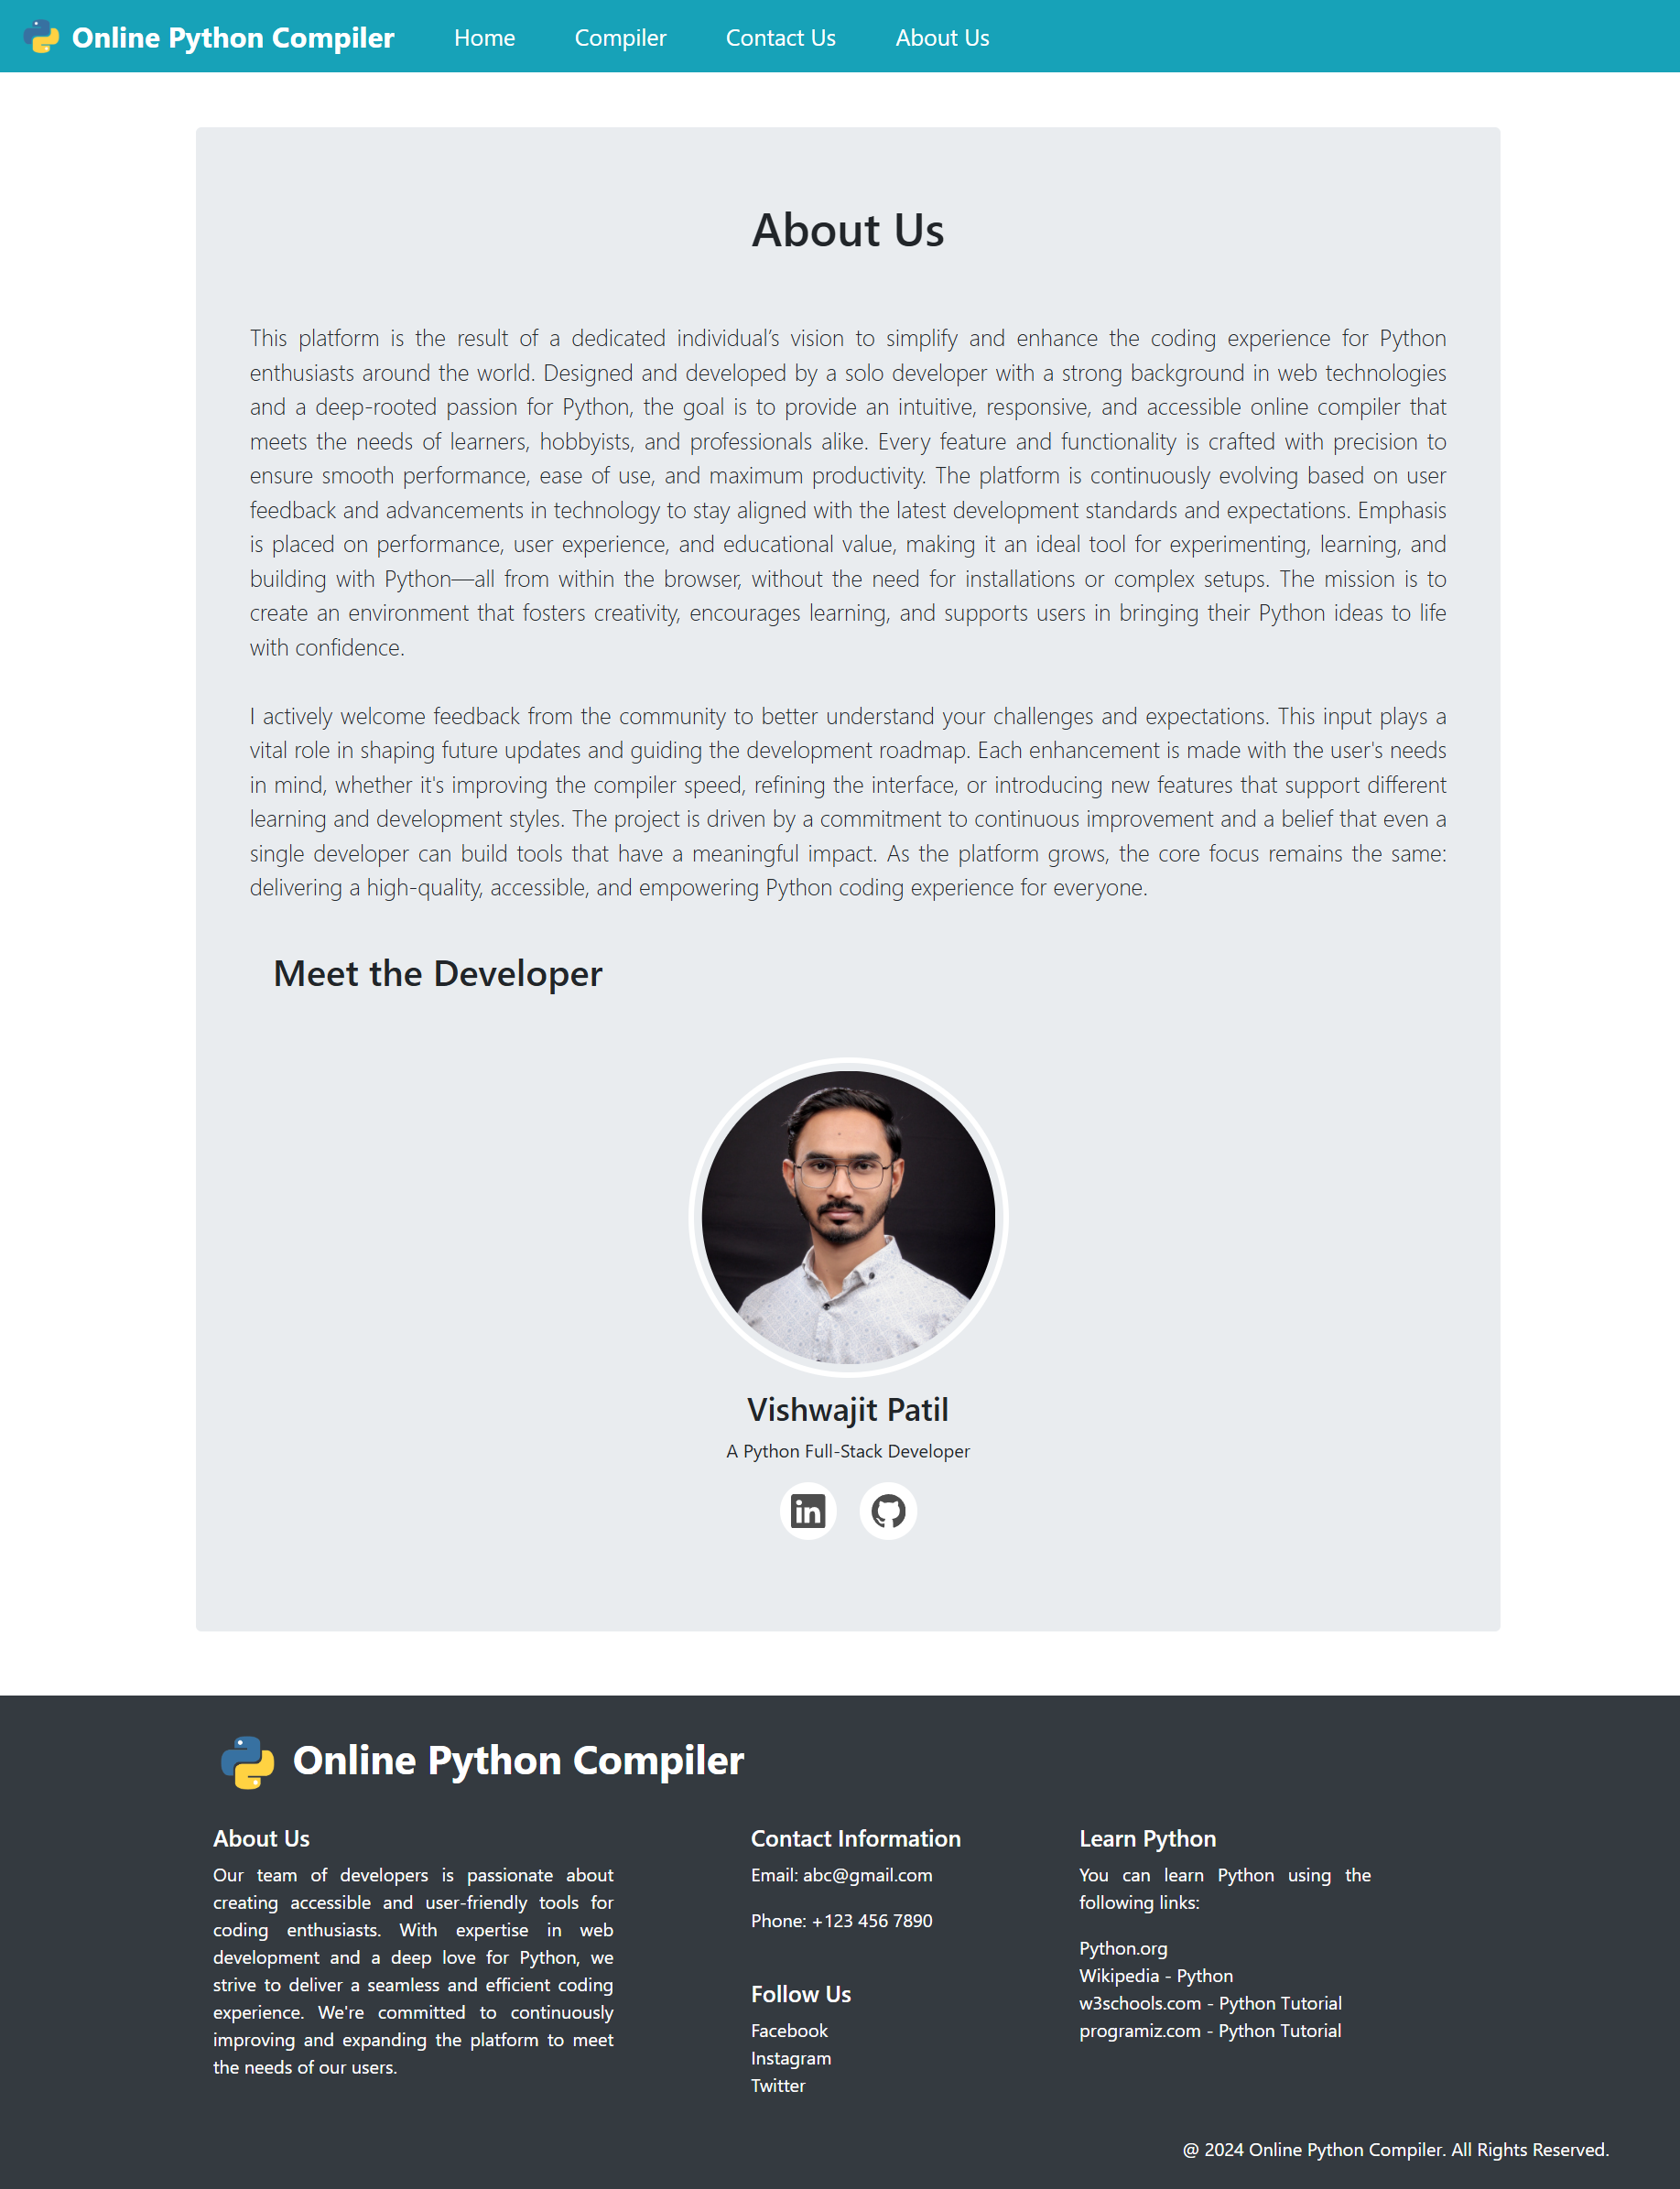 Online Python Compiler Home Compiler Contact Us About Us
About Us
This platform is the result of a dedicated individual’s vision to simplify and enhance the coding experience for Python
enthusiasts around the world. Designed and developed by a solo developer with a strong background in web technologies
and a deep-rooted passion for Python, the goal is to provide an intuitive, responsive, and accessible online compiler that
meets the needs of learners, hobbyists, and professionals alike. Every feature and functionality is crafted with precision to
ensure smooth performance, ease of use, and maximum productivity. The platform is continuously evolving based on user
feedback and advancements in technology to stay aligned with the latest development standards and expectations. Emphasis
is placed on performance, user experience, and educational value, making it an ideal tool for experimenting, learning, and
building with Python—all from within the browser, without the need for installations or complex setups. The mission is to
create an environment that fosters creativity, encourages learning, and supports users in bringing their Python ideas to life
with confidence.
I actively welcome feedback from the community to better understand your challenges and expectations. This input plays a
vital role in shaping future updates and guiding the development roadmap. Each enhancement is made with the user's needs
in mind, whether it's improving the compiler speed, refining the interface, or introducing new features that support different
learning and development styles. The project is driven by a commitment to continuous improvement and a belief that even a
single developer can build tools that have a meaningful impact. As the platform grows, the core focus remains the same:
delivering a high-quality, accessible, and empowering Python coding experience for everyone.
Meet the Developer
Vishwajit Patil
A Python Full-Stack Developer
in
Online Python Compiler
About Us
Our team of developers is passionate about
creating accessible and user-friendly tools for
coding enthusiasts. With expertise in web
development and a deep love for Python, we
strive to deliver a seamless and efficient coding
experience. We're committed to continuously
improving and expanding the platform to meet
the needs of our users.
Contact Information
Email: abc@gmail.com
Phone: +123 456 7890
Follow Us
Facebook
Instagram
Twitter
Learn Python
You can learn Python using the
following links:
Python.org
Wikipedia - Python
w3schools.com - Python Tutorial
programiz.com - Python Tutorial
@ 2024 Online Python Compiler. All Rights Reserved.